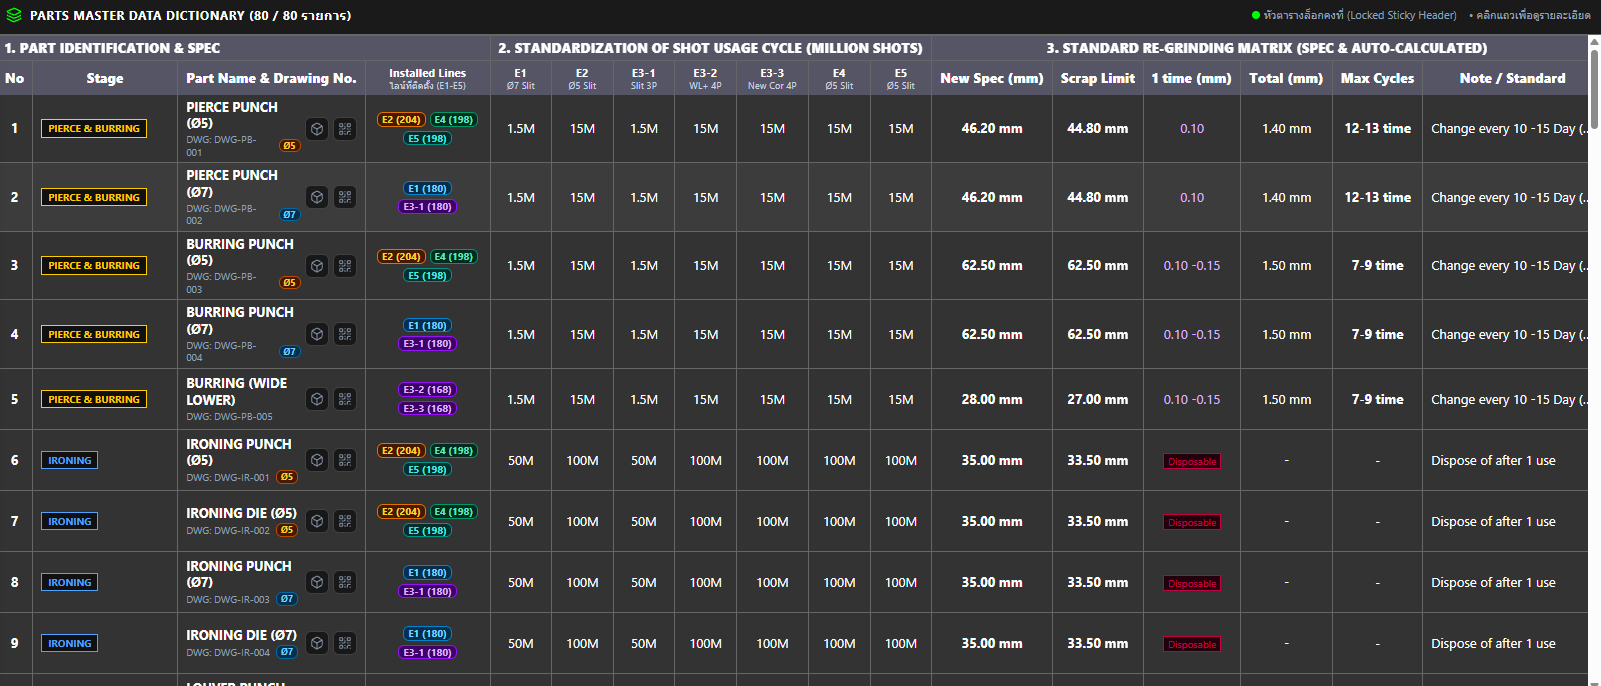 PARTS MASTER DATA DICTIONARY (80 / 80 รายการ)
หัวตารางล็อกคงที่ (Locked Sticky Header) • คลิกแถวเพื่อดูรายละเอียด
1. PART IDENTIFICATION & SPEC 2. STANDARDIZATION OF SHOT USAGE CYCLE (MILLION SHOTS) 3. STANDARD RE-GRINDING MATRIX (SPEC & AUTO-CALCULATED)
No Stage Part Name & Drawing No. Installed Lines E1 E2 E3-1 E3-2 E3-3 E4 E5 New Spec (mm) Scrap Limit 1 time (mm) Total (mm) Max Cycles Note / Standard
ไลน์ที่ติดตั้ง (E1-E5) Ø7 Slit Ø5 Slit Slit 3P WL+ 4P New Cor 4P Ø5 Slit Ø5 Slit
PIERCE PUNCH
(Ø5)
1 PIERCE & BURRING DWG: DWG-PB-001 Ø5 E2 (204) E4 (198) E5 (198) 1.5M 15M 1.5M 15M 15M 15M 15M 46.20 mm 44.80 mm 0.10 1.40 mm 12-13 time Change every 10 -15 Day (..
PIERCE PUNCH
(Ø7)
2 PIERCE & BURRING DWG: DWG-PB-002 Ø7 E1 (180) E3-1 (180) 1.5M 15M 1.5M 15M 15M 15M 15M 46.20 mm 44.80 mm 0.10 1.40 mm 12-13 time Change every 10 -15 Day (..
BURRING PUNCH
(Ø5)
3 PIERCE & BURRING DWG: DWG-PB-003 Ø5 E2 (204) E4 (198) E5 (198) 1.5M 15M 1.5M 15M 15M 15M 15M 62.50 mm 62.50 mm 0.10 -0.15 1.50 mm 7-9 time Change every 10 -15 Day (..
BURRING PUNCH
(Ø7)
4 PIERCE & BURRING DWG: DWG-PB-004 Ø7 E1 (180) E3-1 (180) 1.5M 15M 1.5M 15M 15M 15M 15M 62.50 mm 62.50 mm 0.10 -0.15 1.50 mm 7-9 time Change every 10 -15 Day (..
BURRING (WIDE
LOWER)
5 PIERCE & BURRING DWG: DWG-PB-005 E3-2 (168) E3-3 (168) 1.5M 15M 1.5M 15M 15M 15M 15M 28.00 mm 27.00 mm 0.10 -0.15 1.50 mm 7-9 time Change every 10 -15 Day (..
IRONING PUNCH
(Ø5)
6 IRONING DWG: DWG-IR-001 Ø5 E2 (204) E4 (198) E5 (198) 50M 100M 50M 100M 100M 100M 100M 35.00 mm 33.50 mm Disposable - - Dispose of after 1 use
IRONING DIE (Ø5)
7 IRONING DWG: DWG-IR-002 Ø5 E2 (204) E4 (198) E5 (198) 50M 100M 50M 100M 100M 100M 100M 35.00 mm 33.50 mm Disposable - - Dispose of after 1 use
IRONING PUNCH
(Ø7)
8 IRONING DWG: DWG-IR-003 Ø7 E1 (180) E3-1 (180) 50M 100M 50M 100M 100M 100M 100M 35.00 mm 33.50 mm Disposable - - Dispose of after 1 use
IRONING DIE (Ø7)
9 IRONING DWG: DWG-IR-004 Ø7 E1 (180) E3-1 (180) 50M 100M 50M 100M 100M 100M 100M 35.00 mm 33.50 mm Disposable - - Dispose of after 1 use
LOUVER PUNCH